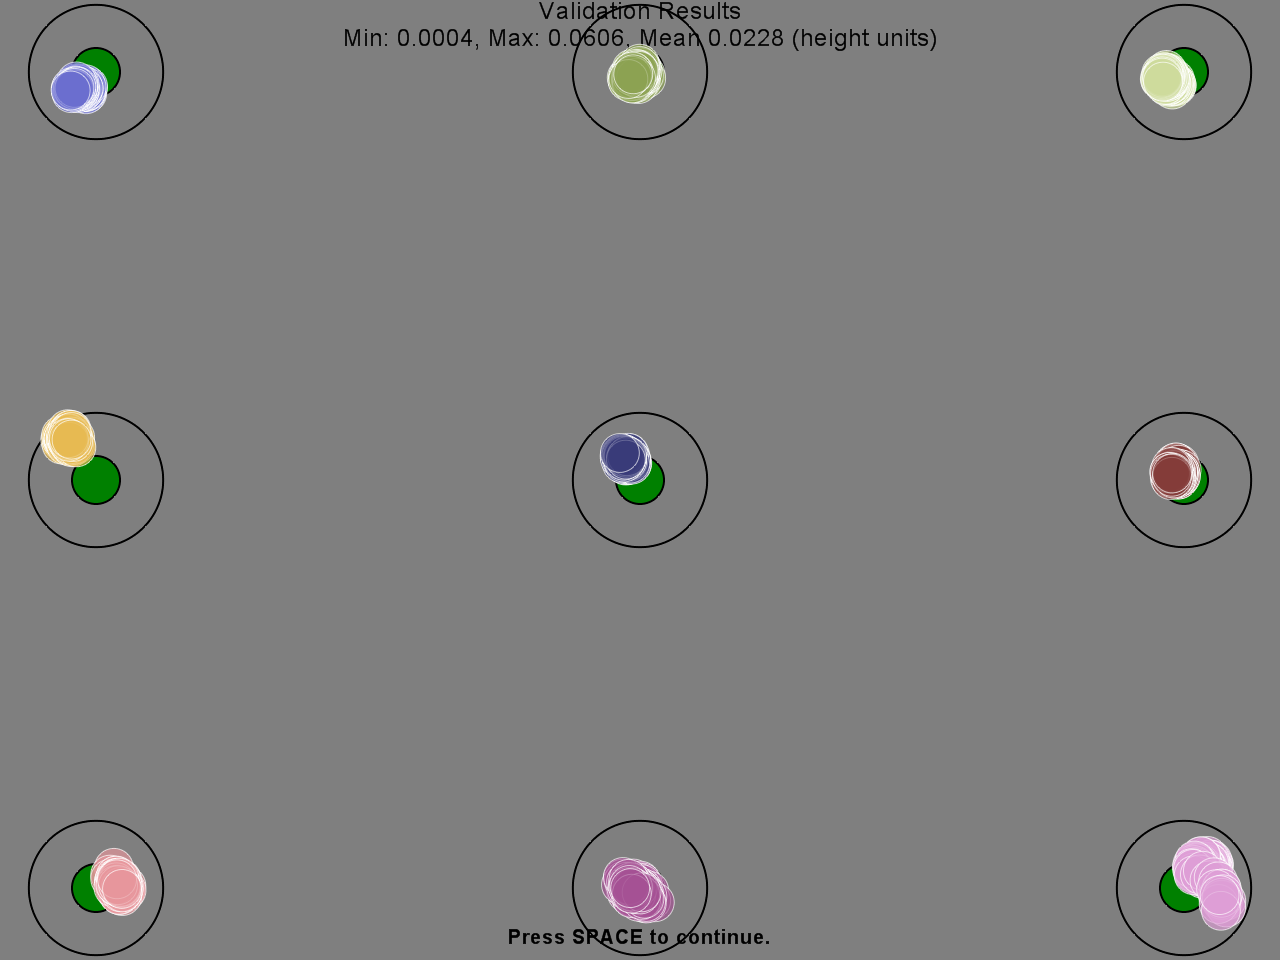 Validation Results
Min: 0.0004, Max: 0.0606, Mean 0.0228 (height units)
Press SPACE to continue.